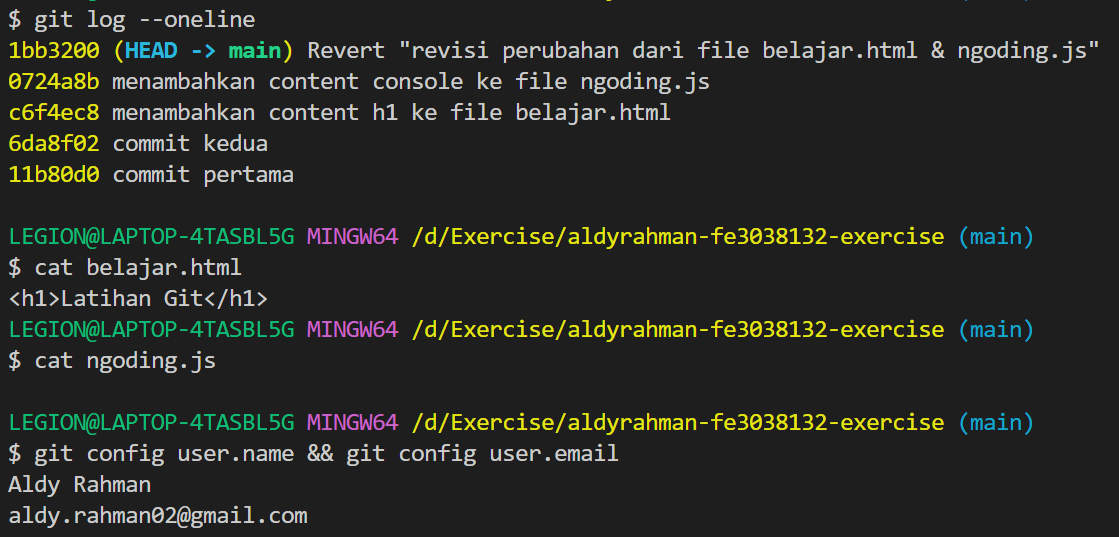 $ git log --oneline
1bb3200 (HEAD -> main) Revert "revisi perubahan dari file belajar.html & ngoding.js"
0724a8b menambahkan content console ke file ngoding.js
c6f4ec8 menambahkan content h1 ke file belajar.html
6da8f02 commit kedua
11b80d0 commit pertama
LEGION@LAPTOP-4TASBL5G MINGW64 /d/Exercise/aldyrahman-fe3038132-exercise (main)
$ cat belajar.html
<h1>Latihan Git</h1>
LEGION@LAPTOP-4TASBL5G MINGW64 /d/Exercise/aldyrahman-fe3038132-exercise (main)
$ cat ngoding.js
LEGION@LAPTOP-4TASBL5G MINGW64 /d/Exercise/aldyrahman-fe3038132-exercise (main)
$ git config user.name && git config user.email
Aldy Rahman
aldy.rahman02@gmail.com